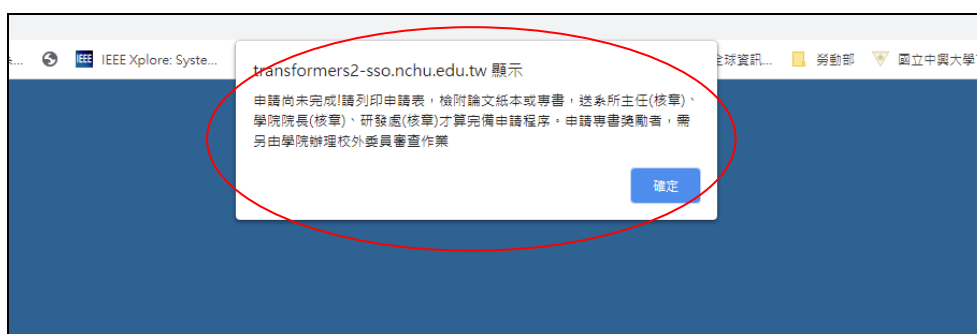 ... IEEE IEEE Xplore: Syste... 全球資訊... 勞動部 國立中興大學
transformers2-sso.nchu.edu.tw 顯示
申請尚未完成!請列印申請表，檢附論文紙本或專書，送系所主任(核章)、
學院院長(核章)、研發處(核章)才算完備申請程序。申請專書獎勵者，需
另由學院辦理校外委員審查作業
確定